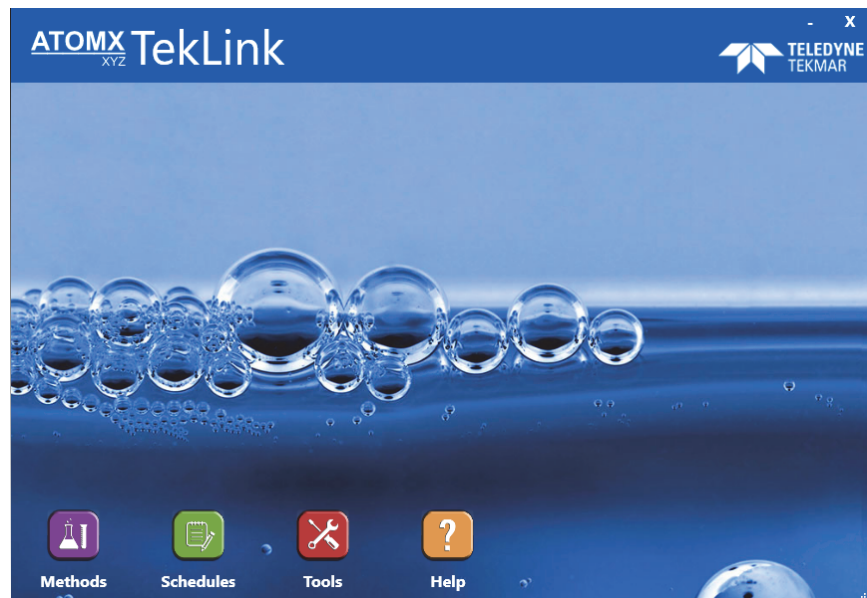 - X
ATOMX
XYZ
TekLink
TELEDYNE
TEKMAR
Methods
Schedules
Tools
Help